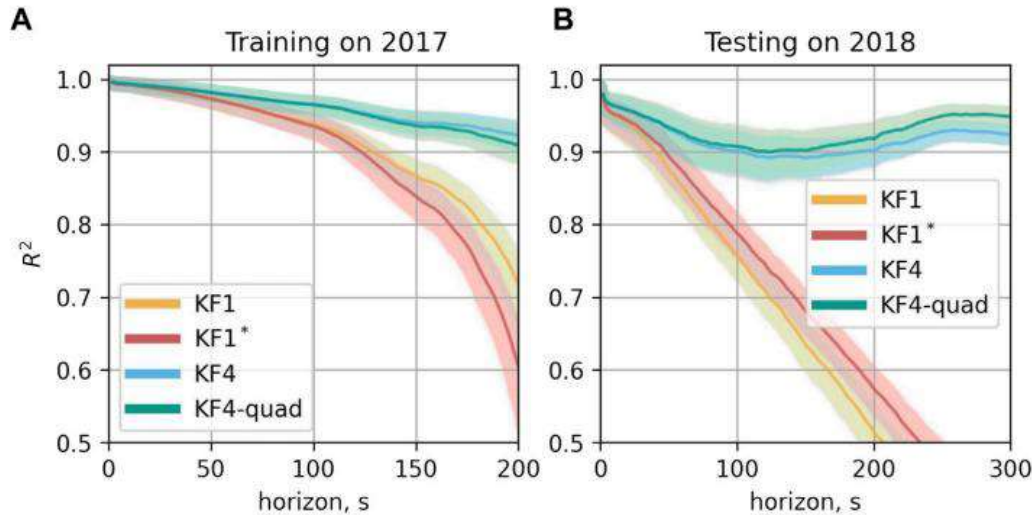 A
Training on 2017
1.0
0.9
0.8
0.7
0.6
0.5
R²
KF1
KF1*
KF4
KF4-quad
0 50 100 150 200
horizon, s
B
Testing on 2018
1.0
0.9
0.8
0.7
0.6
0.5
KF1
KF1*
KF4
KF4-quad
0 100 200 300
horizon, s